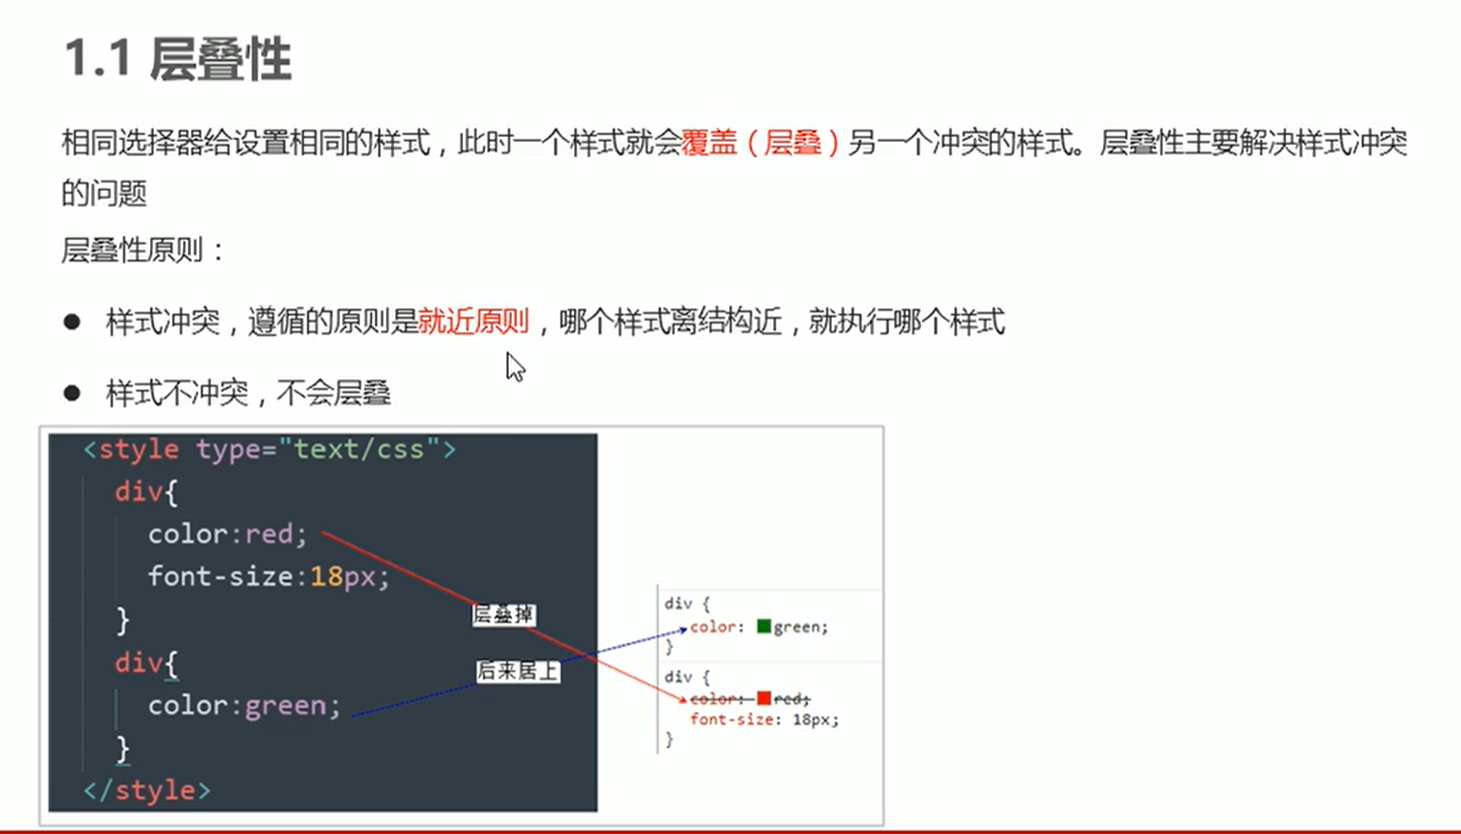 1.1 层叠性
相同选择器给设置相同的样式，此时一个样式就会覆盖（层叠）另一个冲突的样式。层叠性主要解决样式冲突
的问题
层叠性原则：
● 样式冲突，遵循的原则是就近原则，哪个样式离结构近，就执行哪个样式
● 样式不冲突，不会层叠
<style type="text/css">
div{
color:red;
font-size:18px;
}
div{
color:green;
}
</style>
层叠掉
后来居上
div {
color: green;
}
div {
color: red;
font-size: 18px;
}